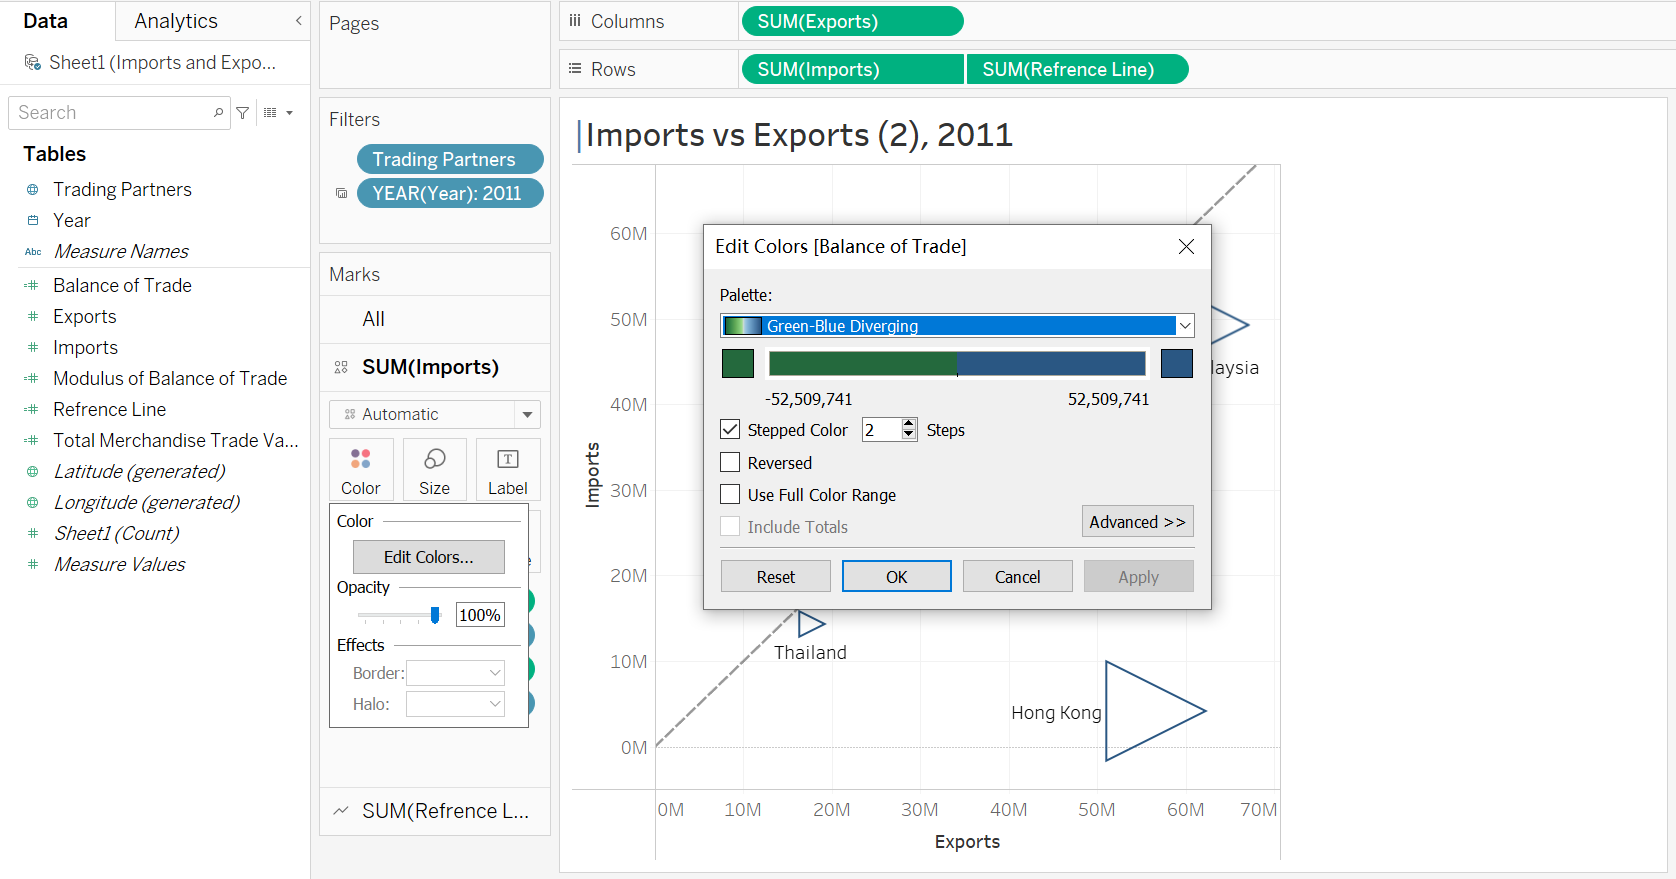 Data
Analytics
Sheet1 (Imports and Expo...
Search
Tables
Trading Partners
Year
Abc Measure Names
Balance of Trade
Exports
Imports
Modulus of Balance of Trade
Refrence Line
Total Merchandise Trade Va...
Latitude (generated)
Longitude (generated)
Sheet1 (Count)
Measure Values
Pages
Filters
Trading Partners
YEAR(Year): 2011
Marks
All
SUM(Imports)
Automatic
Color
Size
T
Label
Color
Edit Colors...
Opacity
100%
Effects
Border:
Halo:
SUM(Refrence L...
Columns
SUM(Exports)
Rows
SUM(Imports)
SUM(Refrence Line)
Imports vs Exports (2), 2011
60M
50M
40M
30M
20M
10M
0M
Imports
0M
10M
20M
30M
40M
50M
60M
70M
Exports
laysia
Thailand
Hong Kong
Edit Colors [Balance of Trade]
Palette:
Green-Blue Diverging
-52,509,741
52,509,741
Stepped Color
2
Steps
Reversed
Use Full Color Range
Include Totals
Advanced >>
Reset
OK
Cancel
Apply